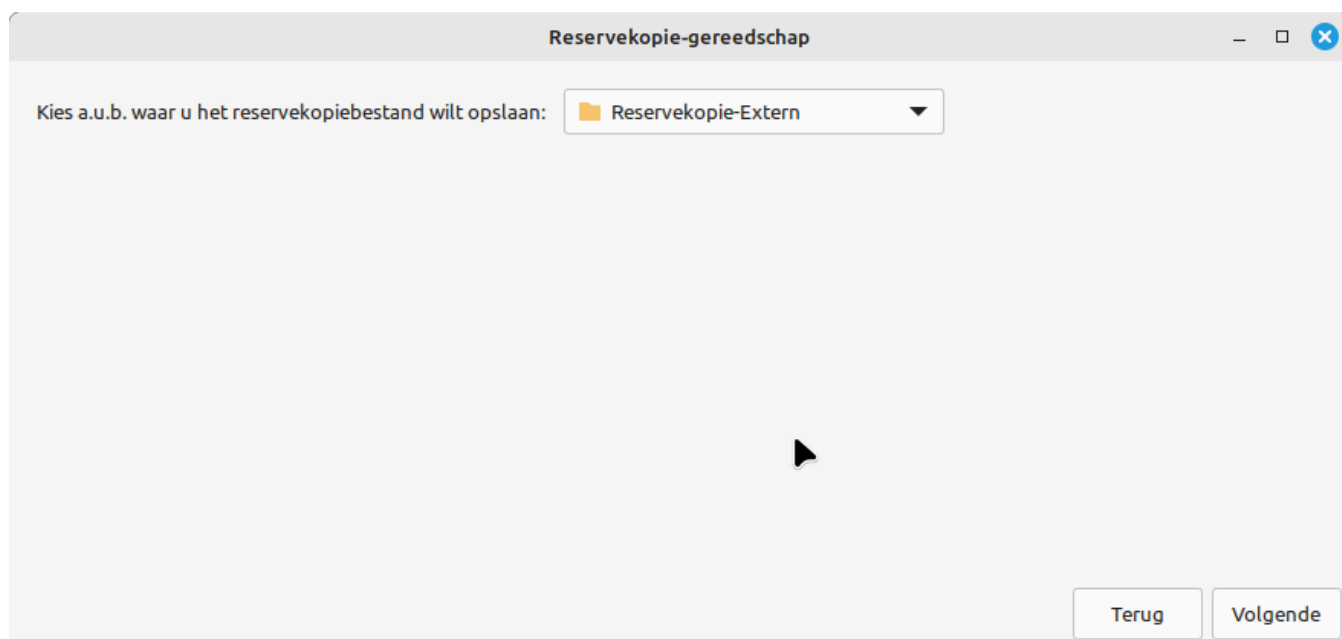 Reservekopie-gereedschap
Kies a.u.b. waar u het reservekopiebestand wilt opslaan: Reservekopie-Extern
Terug Volgende